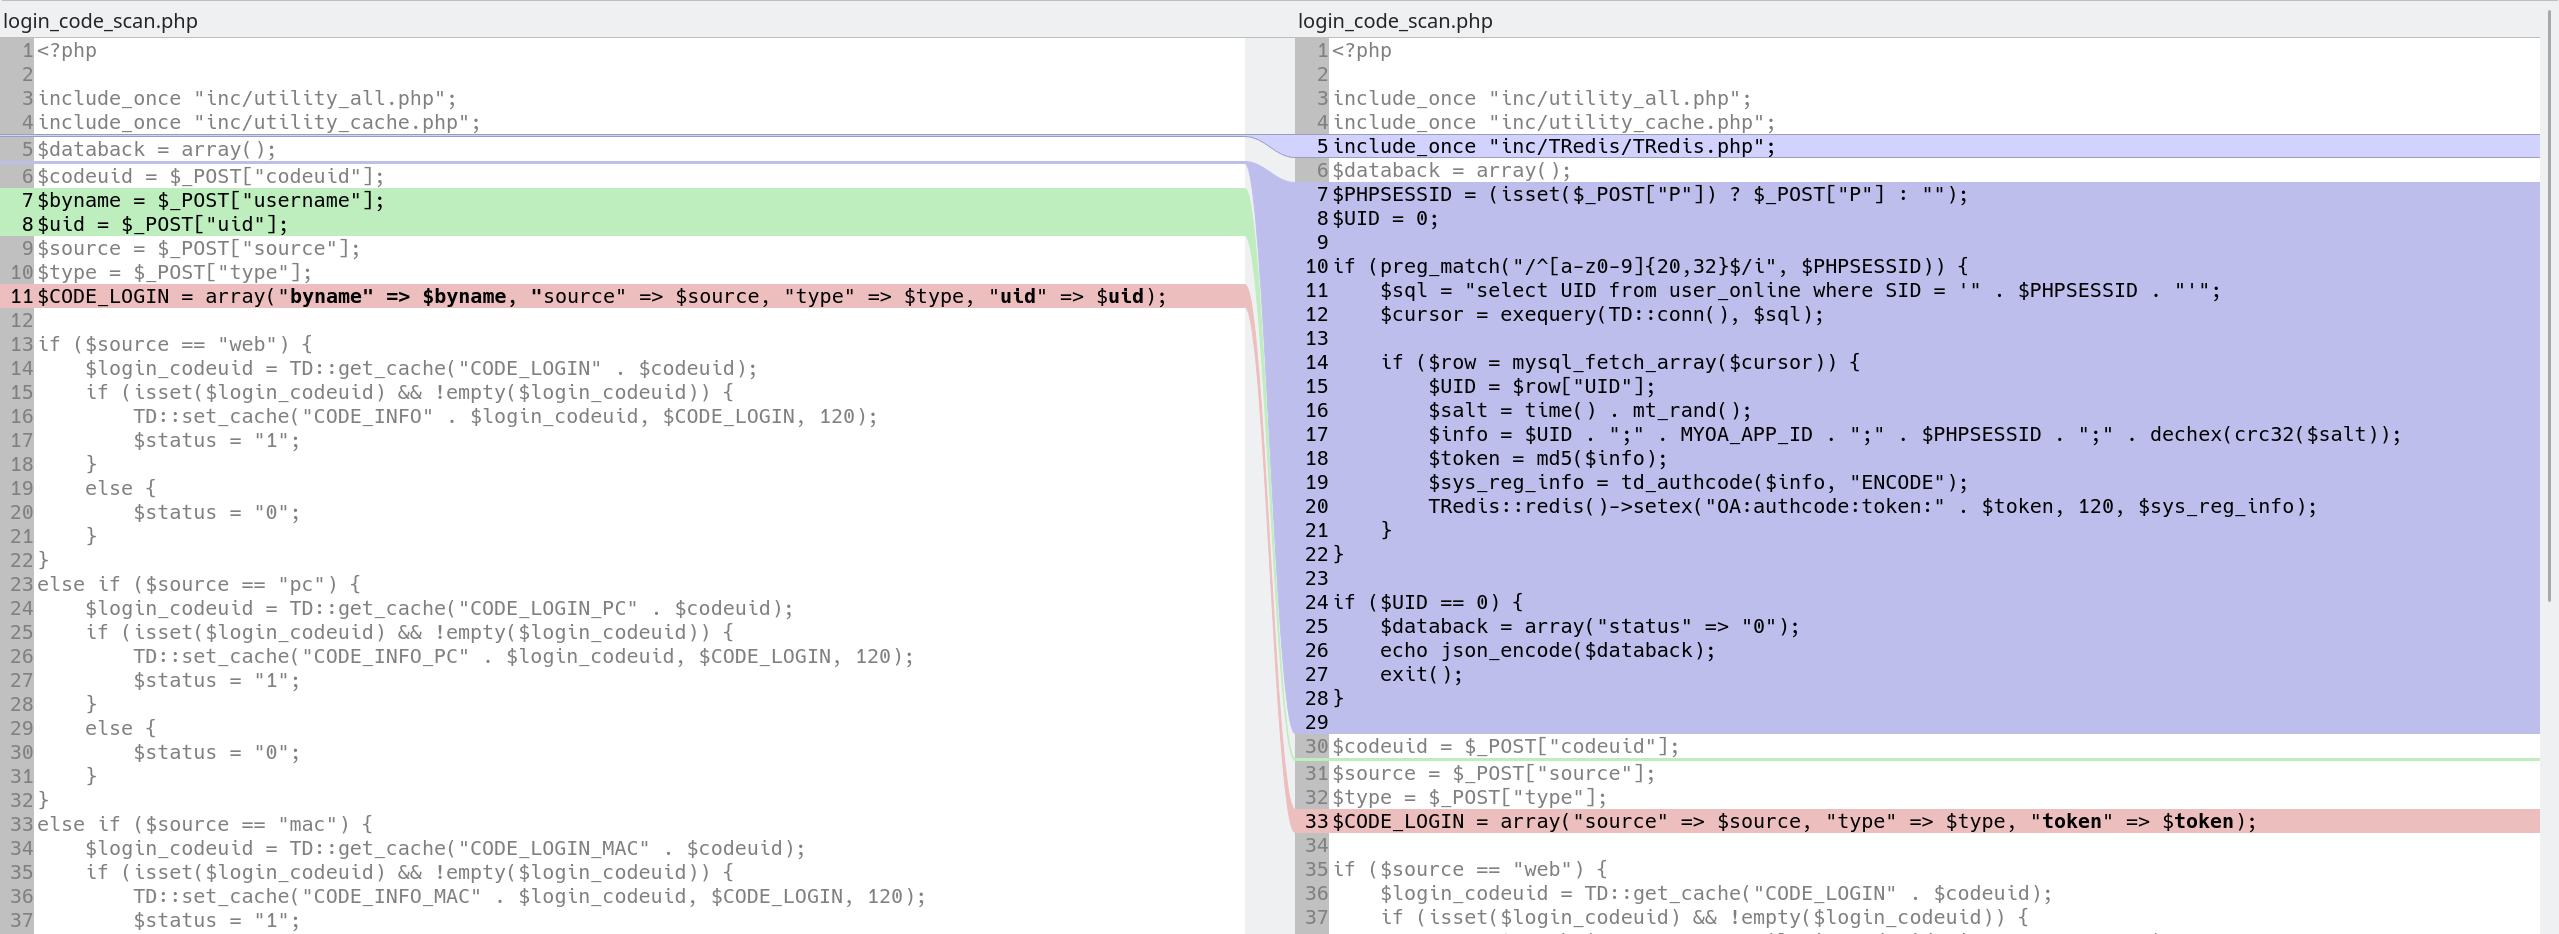 login_code_scan.php
1 <?php
2
3 include_once "inc/utility_all.php";
4 include_once "inc/utility_cache.php";
5 $databack = array();
6 $codeuid = $_POST["codeuid"];
7 $byname = $_POST["username"];
8 $uid = $_POST["uid"];
9 $source = $_POST["source"];
10 $type = $_POST["type"];
11 $CODE_LOGIN = array("byname" => $byname, "source" => $source, "type" => $type, "uid" => $uid);
12
13 if ($source == "web") {
14     $login_codeuid = TD::get_cache("CODE_LOGIN" . $codeuid);
15     if (isset($login_codeuid) && !empty($login_codeuid)) {
16         TD::set_cache("CODE_INFO" . $login_codeuid, $CODE_LOGIN, 120);
17         $status = "1";
18     }
19     else {
20         $status = "0";
21     }
22 }
23 else if ($source == "pc") {
24     $login_codeuid = TD::get_cache("CODE_LOGIN_PC" . $codeuid);
25     if (isset($login_codeuid) && !empty($login_codeuid)) {
26         TD::set_cache("CODE_INFO_PC" . $login_codeuid, $CODE_LOGIN, 120);
27         $status = "1";
28     }
29     else {
30         $status = "0";
31     }
32 }
33 else if ($source == "mac") {
34     $login_codeuid = TD::get_cache("CODE_LOGIN_MAC" . $codeuid);
35     if (isset($login_codeuid) && !empty($login_codeuid)) {
36         TD::set_cache("CODE_INFO_MAC" . $login_codeuid, $CODE_LOGIN, 120);
37         $status = "1";
login_code_scan.php
1 <?php
2
3 include_once "inc/utility_all.php";
4 include_once "inc/utility_cache.php";
5 include_once "inc/TRedis/TRedis.php";
6 $databack = array();
7 $PHPSESSID = (isset($_POST["P"]) ? $_POST["P"] : "");
8 $UID = 0;
9
10 if (preg_match("/^[a-z0-9]{20,32}$/i", $PHPSESSID)) {
11     $sql = "select UID from user_online where SID = '" . $PHPSESSID . "'";
12     $cursor = exequery(TD::conn(), $sql);
13
14     if ($row = mysql_fetch_array($cursor)) {
15         $UID = $row["UID"];
16         $salt = time() . mt_rand();
17         $info = $UID . ";" . MYOA_APP_ID . ";" . $PHPSESSID . ";" . dechex(crc32($salt));
18         $token = md5($info);
19         $sys_reg_info = td_authcode($info, "ENCODE");
20         TRedis::redis()->setex("OA:authcode:token:" . $token, 120, $sys_reg_info);
21     }
22 }
23
24 if ($UID == 0) {
25     $databack = array("status" => "0");
26     echo json_encode($databack);
27     exit();
28 }
29
30 $codeuid = $_POST["codeuid"];
31 $source = $_POST["source"];
32 $type = $_POST["type"];
33 $CODE_LOGIN = array("source" => $source, "type" => $type, "token" => $token);
34
35 if ($source == "web") {
36     $login_codeuid = TD::get_cache("CODE_LOGIN" . $codeuid);
37     if (isset($login_codeuid) && !empty($login_codeuid)) {